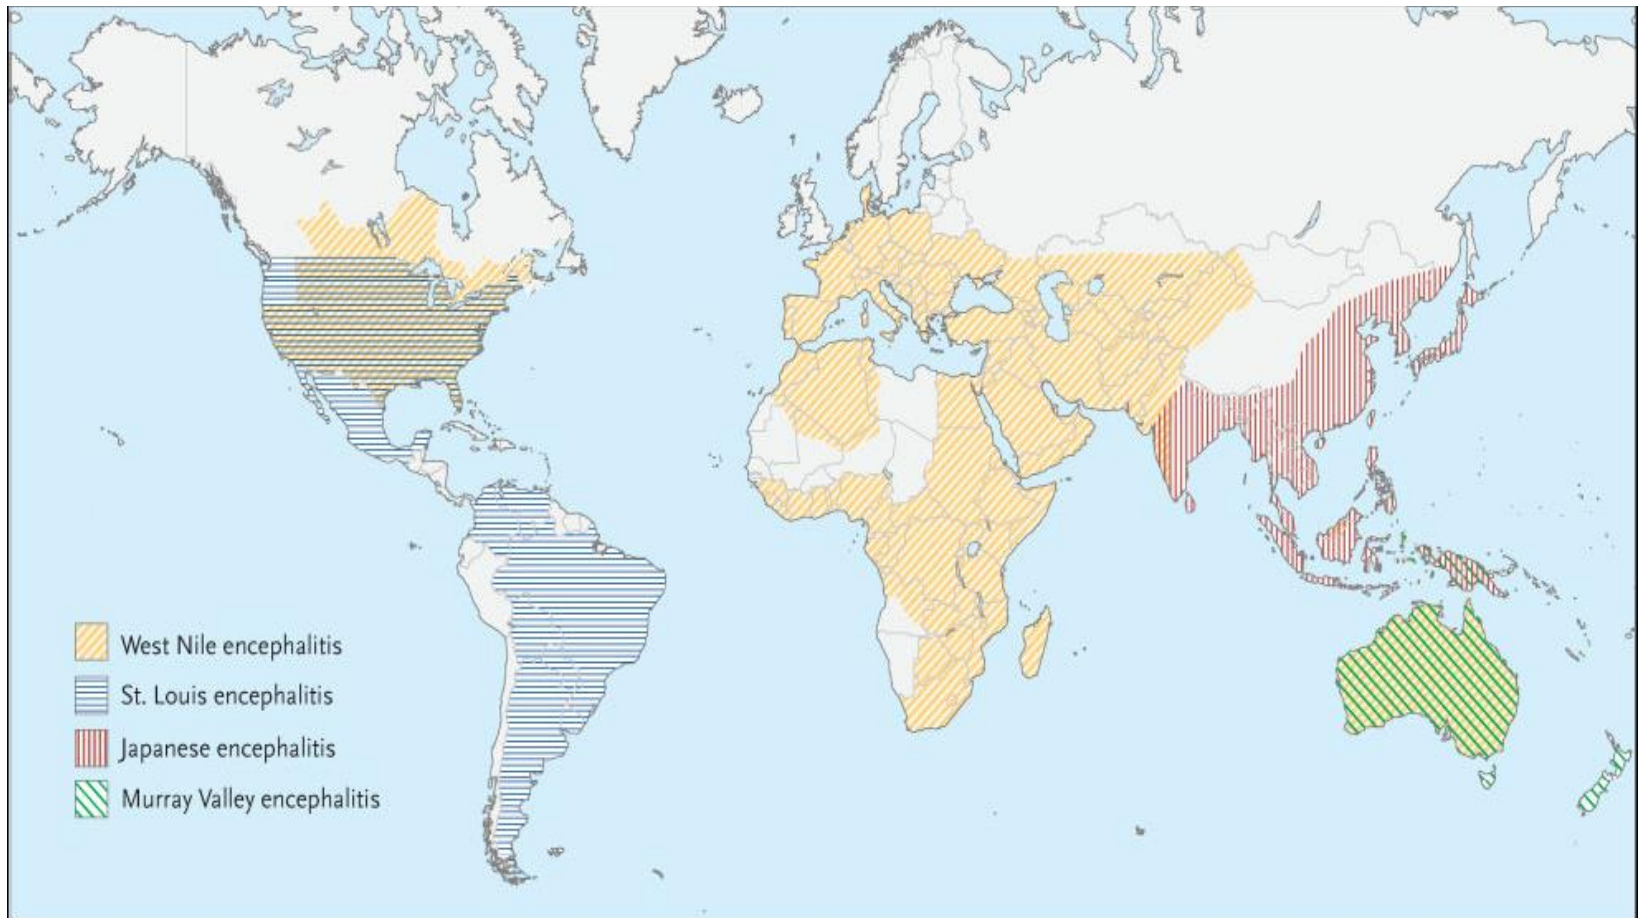 West Nile encephalitis
St. Louis encephalitis
Japanese encephalitis
Murray Valley encephalitis